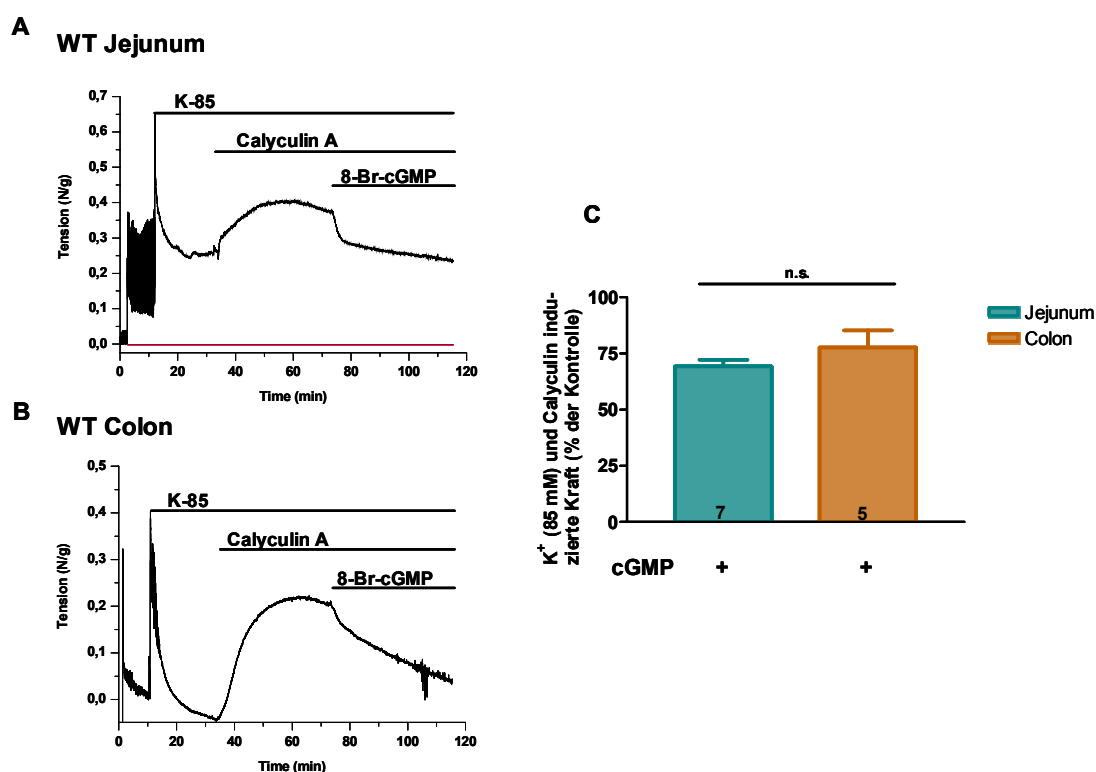 A
WT Jejunum
0,7
0,6
0,5
0,4
0,3
0,2
0,1
0,0
Tension (N/g)
K-85
Calyculin A
8-Br-cGMP
0 20 40 60 80 100 120
Time (min)
B
WT Colon
0,5
0,4
0,3
0,2
0,1
0,0
Tension (N/g)
K-85
Calyculin A
8-Br-cGMP
0 20 40 60 80 100 120
Time (min)
C
K+ (85 mM) und Calyculin indu-
zierte Kraft (% der Kontrolle)
100
75
50
25
0
n.s.
7 5
cGMP + +
Jejunum
Colon